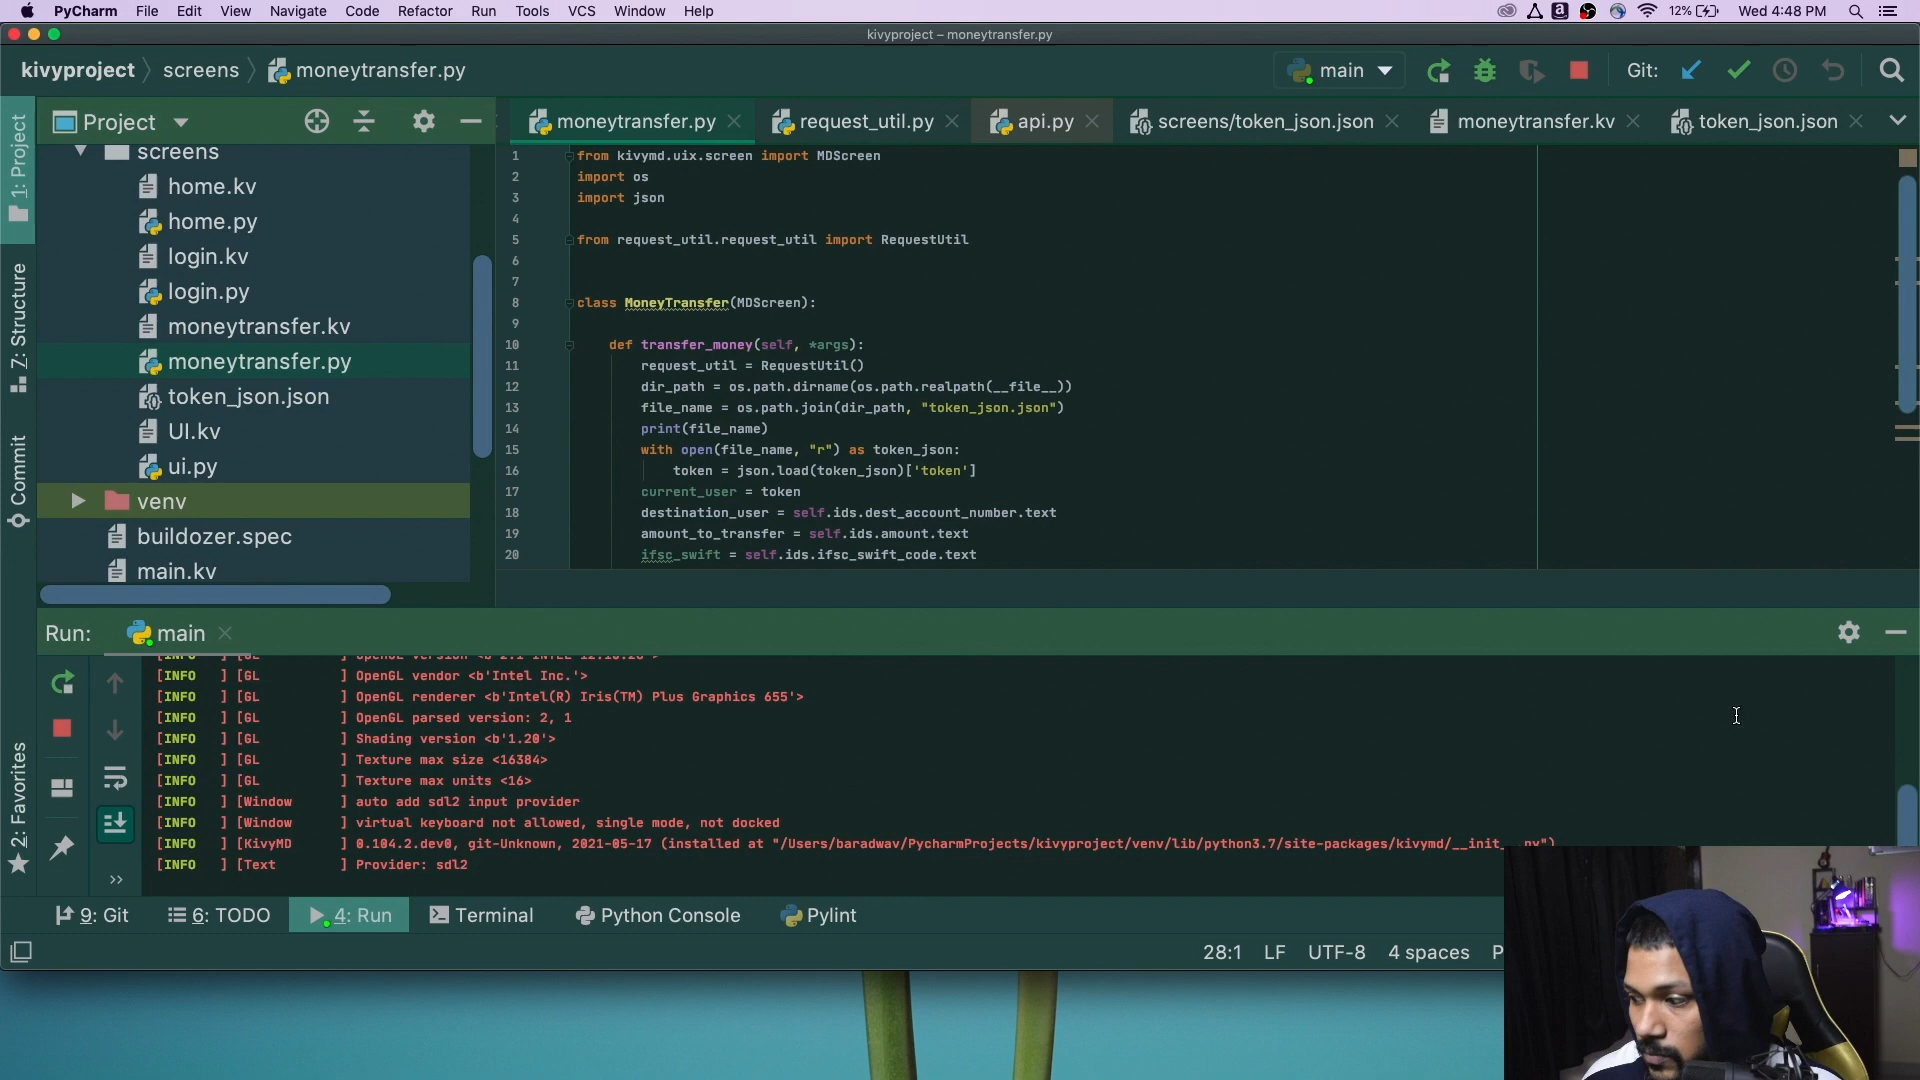 PyCharm File Edit View Navigate Code Refactor Run Tools VCS Window Help
12% Wed 4:48 PM
kivyproject – moneytransfer.py
kivyproject screens moneytransfer.py
main Git:
Project
moneytransfer.py request_util.py api.py screens/token_json.json moneytransfer.kv token_json.json
1: Project
7: Structure
Commit
2: Favorites
screens
home.kv
home.py
login.kv
login.py
moneytransfer.kv
moneytransfer.py
token_json.json
UI.kv
ui.py
venv
buildozer.spec
main.kv
1 from kivymd.uix.screen import MDScreen
2 import os
3 import json
4
5 from request_util.request_util import RequestUtil
6
7
8 class MoneyTransfer(MDScreen):
9
10 def transfer_money(self, *args):
11 request_util = RequestUtil()
12 dir_path = os.path.dirname(os.path.realpath(__file__))
13 file_name = os.path.join(dir_path, "token_json.json")
14 print(file_name)
15 with open(file_name, "r") as token_json:
16 token = json.load(token_json)['token']
17 current_user = token
18 destination_user = self.ids.dest_account_number.text
19 amount_to_transfer = self.ids.amount.text
20 ifsc_swift = self.ids.ifsc_swift_code.text
Run: main
[INFO ] [GL ] OpenGL vendor <b'Intel Inc.'>
[INFO ] [GL ] OpenGL renderer <b'Intel(R) Iris(TM) Plus Graphics 655'>
[INFO ] [GL ] OpenGL parsed version: 2, 1
[INFO ] [GL ] Shading version <b'1.20'>
[INFO ] [GL ] Texture max size <16384>
[INFO ] [GL ] Texture max units <16>
[INFO ] [Window ] auto add sdl2 input provider
[INFO ] [Window ] virtual keyboard not allowed, single mode, not docked
[INFO ] [KivyMD ] 0.104.2.dev0, git-Unknown, 2021-05-17 (installed at "/Users/baradwav/PycharmProjects/kivyproject/venv/lib/python3.7/site-packages/kivymd/__init__.py")
[INFO ] [Text ] Provider: sdl2
9: Git 6: TODO 4: Run Terminal Python Console Pylint
28:1 LF UTF-8 4 spaces P